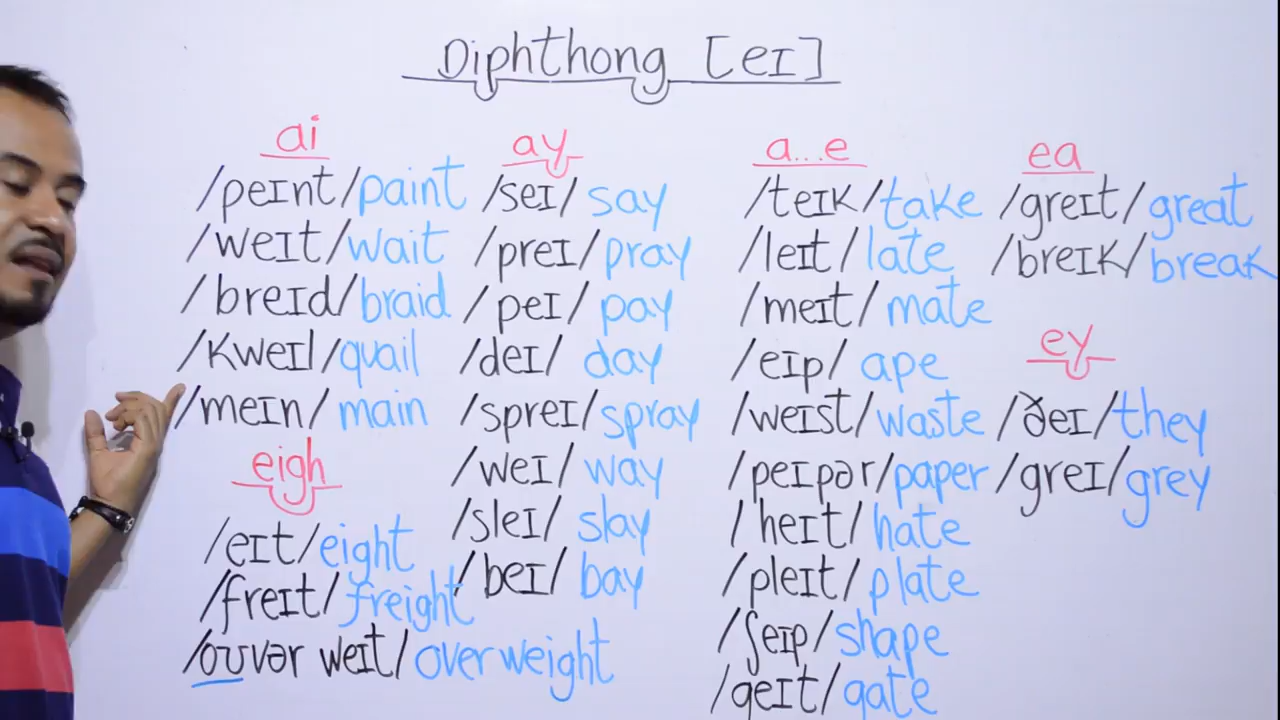 Diphthong [eɪ]
ai
/peɪnt/ paint
/weɪt/ wait
/breɪd/ braid
/kweɪl/ quail
/meɪn/ main
eigh
/eɪt/ eight
/freɪt/ freight
/oʊvər weɪt/ over weight
ay
/seɪ/ say
/preɪ/ pray
/peɪ/ pay
/deɪ/ day
/spreɪ/ spray
/weɪ/ way
/sleɪ/ slay
/beɪ/ bay
a...e
/teɪk/ take
/leɪt/ late
/meɪt/ mate
/eɪp/ ape
/weɪst/ waste
/peɪpər/ paper
/heɪt/ hate
/pleɪt/ plate
/ʃeɪp/ shape
/geɪt/ gate
ea
/greɪt/ great
/breɪk/ break
ey
/ðeɪ/ they
/greɪ/ grey